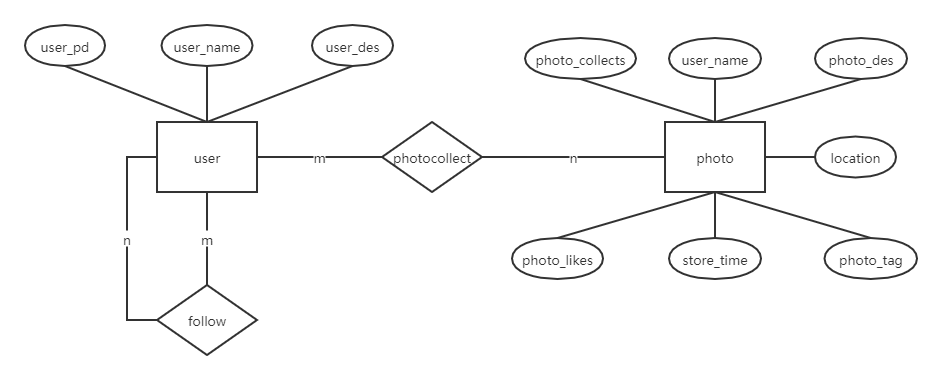 user_pd
user_name
user_des
photo_collects
user_name
photo_des
user
m
photocollect
n
photo
location
n
m
photo_likes
store_time
photo_tag
follow